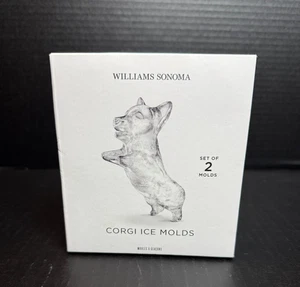 WILLIAMS SONOMA
SET OF
2
MOLDS
CORGI ICE MOLDS